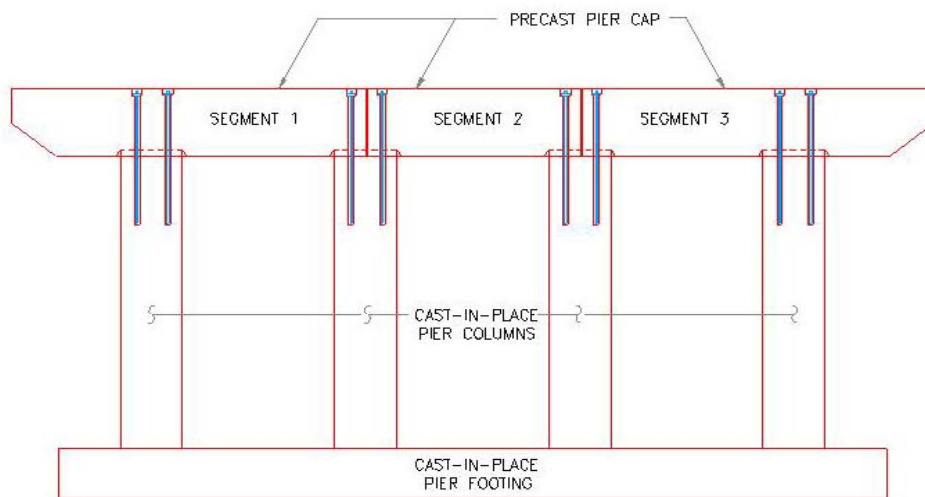 PRECAST PIER CAP
SEGMENT 1
SEGMENT 2
SEGMENT 3
CAST-IN-PLACE
PIER COLUMNS
CAST-IN-PLACE
PIER FOOTING